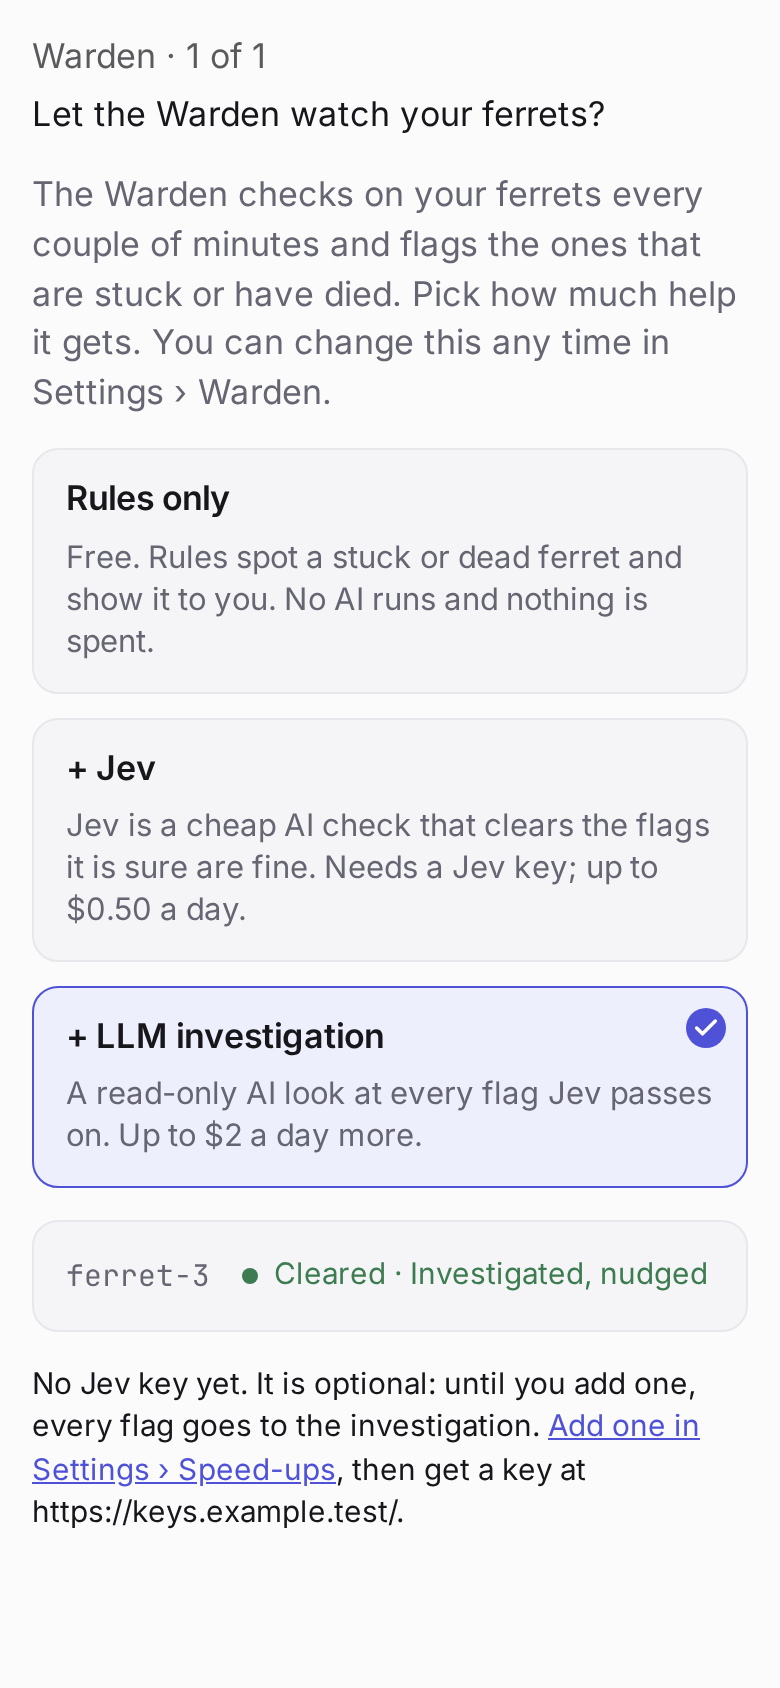 Warden · 1 of 1
Let the Warden watch your ferrets?
The Warden checks on your ferrets every
couple of minutes and flags the ones that
are stuck or have died. Pick how much help
it gets. You can change this any time in
Settings › Warden.
Rules only
Free. Rules spot a stuck or dead ferret and
show it to you. No AI runs and nothing is
spent.
+ Jev
Jev is a cheap AI check that clears the flags
it is sure are fine. Needs a Jev key; up to
$0.50 a day.
+ LLM investigation
A read-only AI look at every flag Jev passes
on. Up to $2 a day more.
ferret-3 ● Cleared · Investigated, nudged
No Jev key yet. It is optional: until you add one,
every flag goes to the investigation. Add one in
Settings › Speed-ups, then get a key at
https://keys.example.test/.